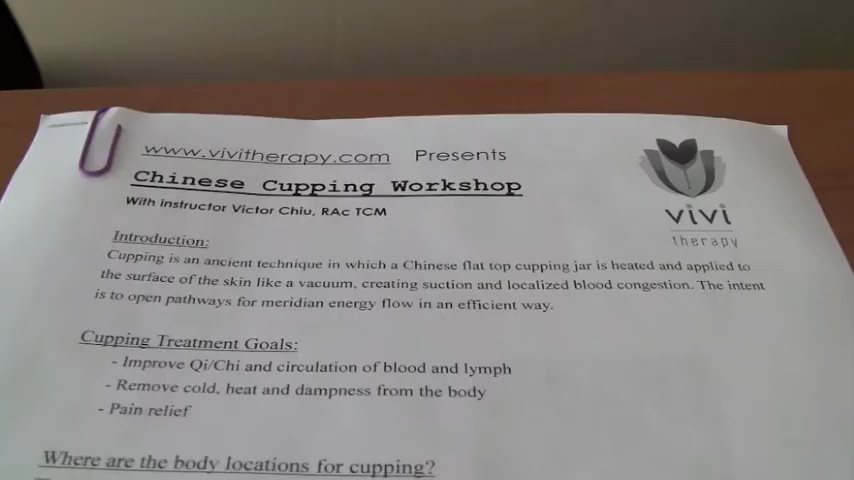 www.vivitherapy.com Presents
Chinese Cupping Workshop
With instructor Victor Chiu, RAc TCM
vivi
therapy
Introduction:
Cupping is an ancient technique in which a Chinese flat top cupping jar is heated and applied to
the surface of the skin like a vacuum, creating suction and localized blood congestion. The intent
is to open pathways for meridian energy flow in an efficient way.
Cupping Treatment Goals:
- Improve Qi/Chi and circulation of blood and lymph
- Remove cold, heat and dampness from the body
- Pain relief
Where are the body locations for cupping?